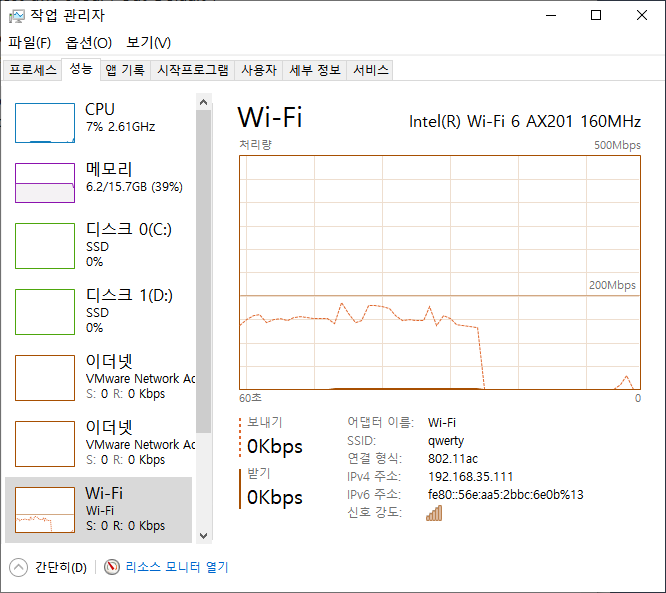 작업 관리자
파일(F) 옵션(O) 보기(V)
프로세스 성능 앱 기록 시작프로그램 사용자 세부 정보 서비스
CPU
7% 2.61GHz
메모리
6.2/15.7GB (39%)
디스크 0(C:)
SSD
0%
디스크 1(D:)
SSD
0%
이더넷
VMware Network Ac
S: 0 R: 0 Kbps
이더넷
VMware Network Ac
S: 0 R: 0 Kbps
Wi-Fi
Wi-Fi
S: 0 R: 0 Kbps
Wi-Fi
Intel(R) Wi-Fi 6 AX201 160MHz
처리량 500Mbps
200Mbps
60초 0
보내기
0Kbps
받기
0Kbps
어댑터 이름: Wi-Fi
SSID: qwerty
연결 형식: 802.11ac
IPv4 주소: 192.168.35.111
IPv6 주소: fe80::56e:aa5:2bbc:6e0b%13
신호 강도:
간단히(D) 리소스 모니터 열기